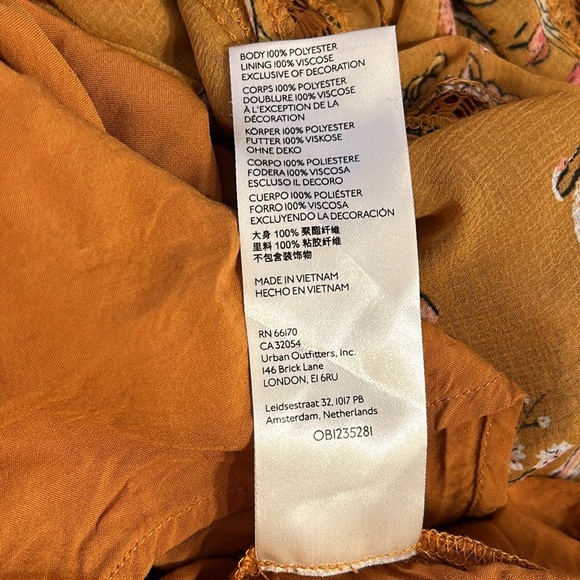 BODY 100% POLYESTER
LINING 100% VISCOSE
EXCLUSIVE OF DECORATION
CORPS 100% POLYESTER
DOUBLURE 100% VISCOSE
À L'EXCEPTION DE LA
DÉCORATION
KÖRPER 100% POLYESTER
FUTTER 100% VISKOSE
OHNE DEKO
CORPO 100% POLIESTERE
FODERA 100% VISCOSA
ESCLUSO IL DECORO
CUERPO 100% POLIÉSTER
FORRO 100% VISCOSA
EXCLUYENDO LA DECORACIÓN
大身 100% 聚酯纤维
里料 100% 粘胶纤维
不包含装饰物
MADE IN VIETNAM
HECHO EN VIETNAM
RN 66170
CA 32054
Urban Outfitters, Inc.
146 Brick Lane
LONDON, E1 6RU
Leidsestraat 32, 1017 PB
Amsterdam, Netherlands
OB1235281